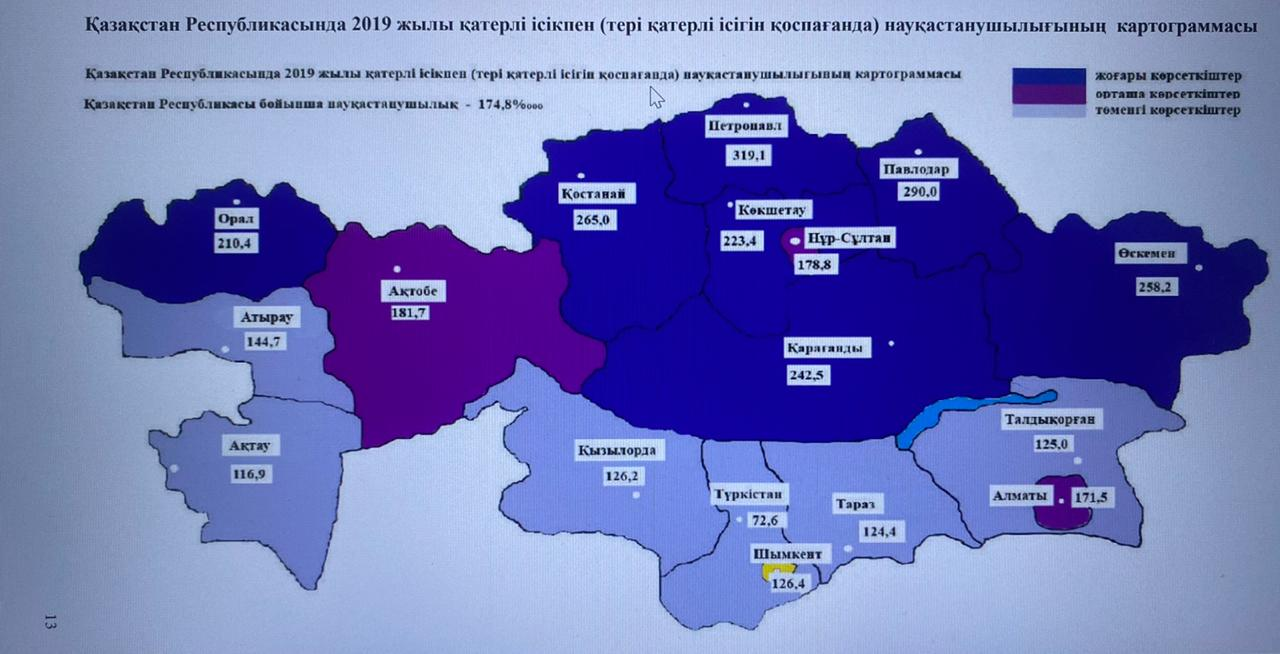 Қазақстан Республикасында 2019 жылы қатерлі ісікпен (тері қатерлі ісігін қоспағанда) науқастанушылығының картограммасы
Қазақстан Республикасында 2019 жылы қатерлі ісікпен (тері қатерлі ісігін қоспағанда) науқастанушылығының картограммасы
Қазақстан Республикасы бойынша науқастанушылық - 174,8%ооо
жоғары көрсеткіштер
орташа көрсеткіштер
төменгі көрсеткіштер
Петропавл
319,1
Павлодар
290,0
Қостанай
265,0
Көкшетау
223,4
Нұр-Сұлтан
178,8
Орал
210,4
Өскемен
258,2
Ақтобе
181,7
Атырау
144,7
Қарағанды
242,5
Талдықорған
125,0
Ақтау
116,9
Қызылорда
126,2
Түркістан
72,6
Тараз
124,4
Алматы
171,5
Шымкент
126,4
13